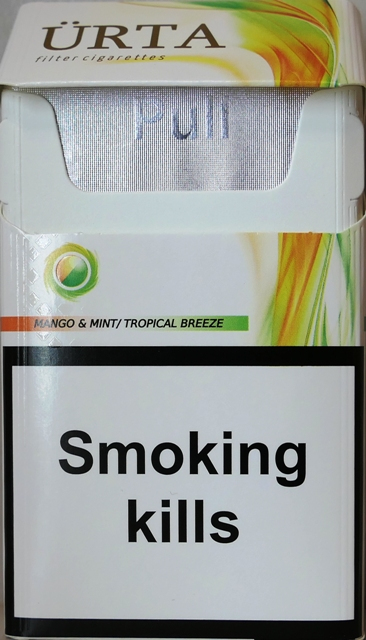 ÜRTA
filter cigarettes
Pull
MANGO & MINT/ TROPICAL BREEZE
Smoking
kills